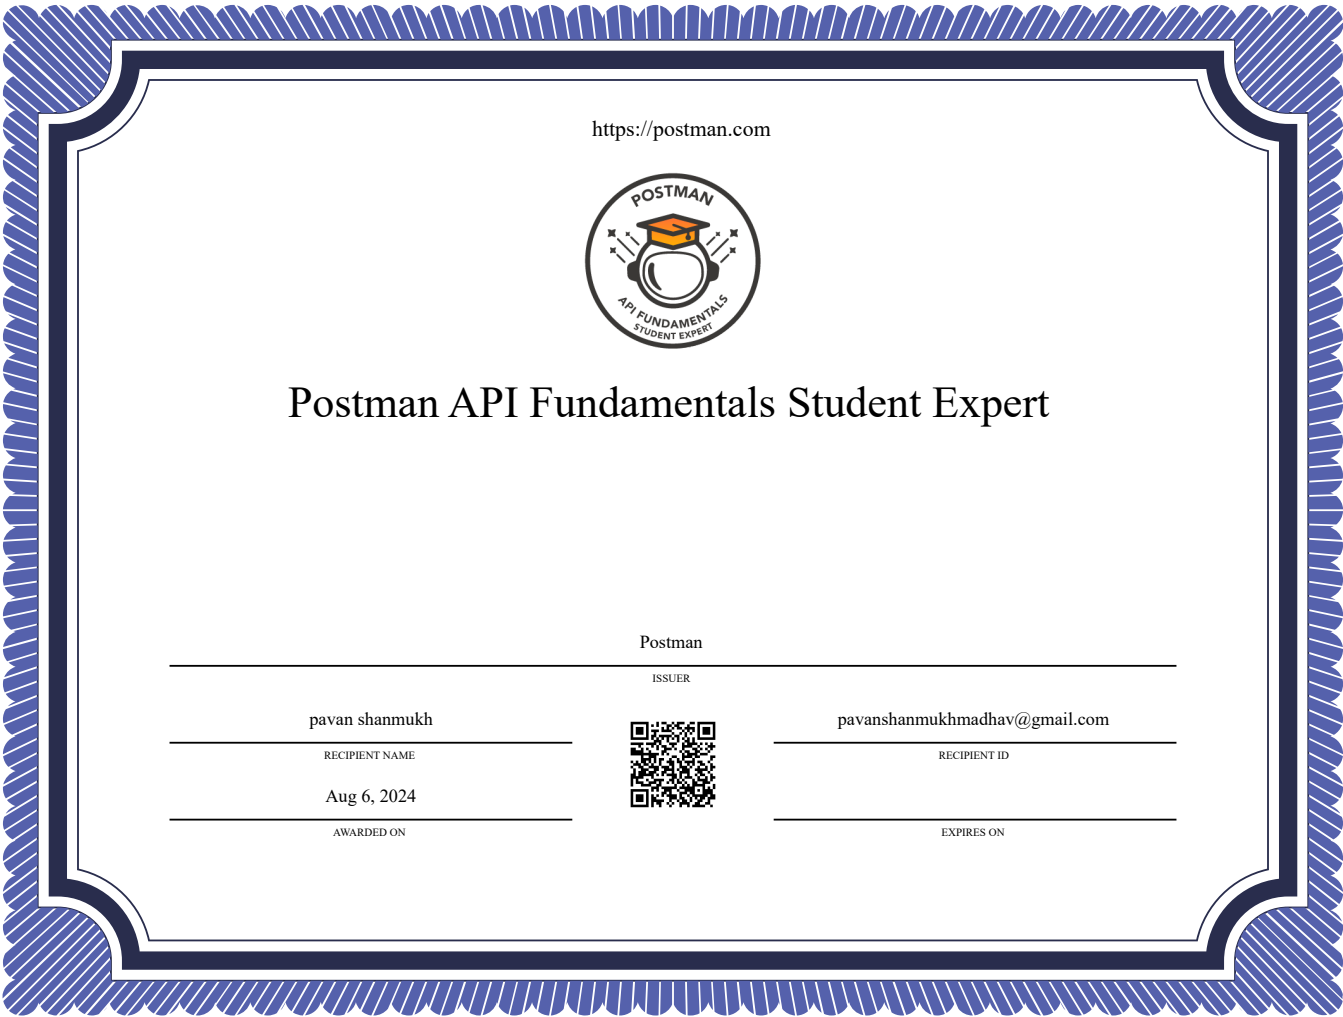 https://postman.com
POSTMAN
API FUNDAMENTALS
STUDENT EXPERT
Postman API Fundamentals Student Expert
Postman
ISSUER
pavan shanmukh
RECIPIENT NAME
pavanshanmukhmadhav@gmail.com
RECIPIENT ID
Aug 6, 2024
AWARDED ON
EXPIRES ON